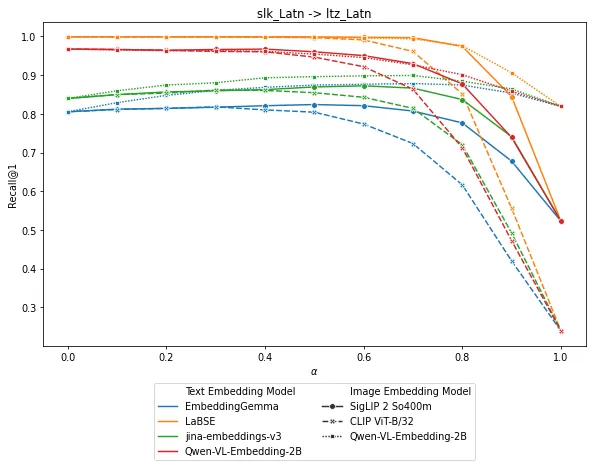 slk_Latn -> ltz_Latn
1.0
0.9
0.8
0.7
0.6
0.5
0.4
0.3
Recall@1
0.0 0.2 0.4 0.6 0.8 1.0
α
Text Embedding Model Image Embedding Model
EmbeddingGemma SigLIP 2 So400m
LaBSE CLIP ViT-B/32
jina-embeddings-v3 Qwen-VL-Embedding-2B
Qwen-VL-Embedding-2B